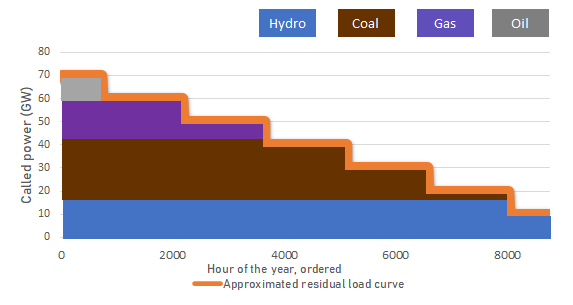 Hydro Coal Gas Oil
80
70
60
50
40
30
20
10
0
Called power (GW)
0 2000 4000 6000 8000
Hour of the year, ordered
Approximated residual load curve